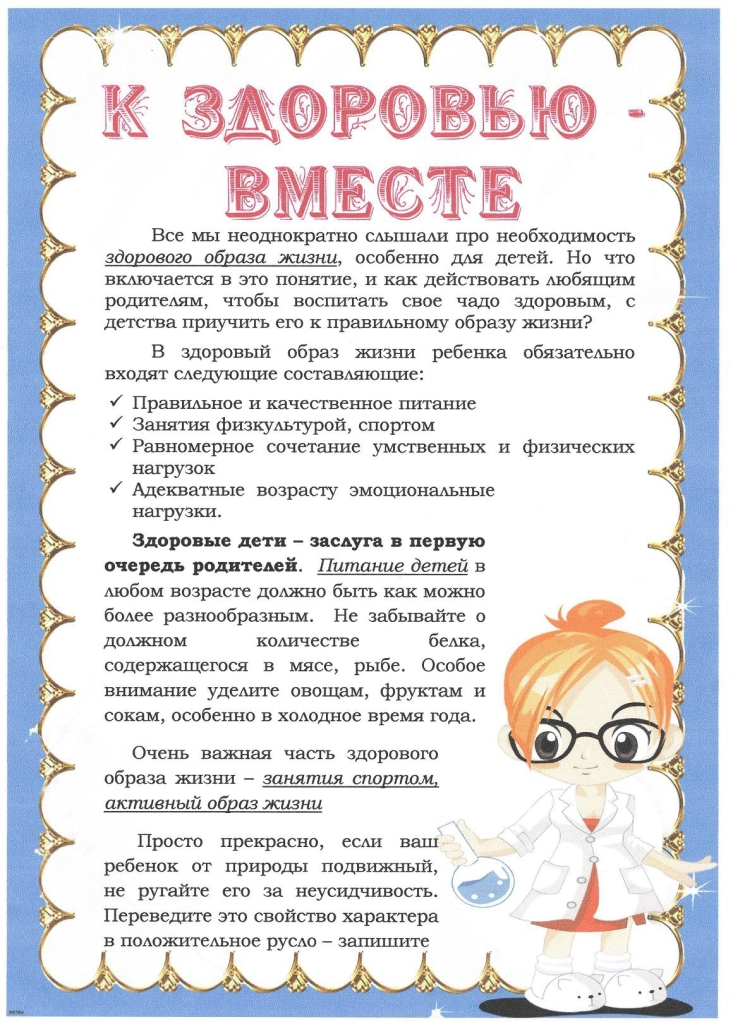 К ЗДОРОВЬЮ -
ВМЕСТЕ
Все мы неоднократно слышали про необходимость
здорового образа жизни, особенно для детей. Но что
включается в это понятие, и как действовать любящим
родителям, чтобы воспитать свое чадо здоровым, с
детства приучить его к правильному образу жизни?
В здоровый образ жизни ребенка обязательно
входят следующие составляющие:
✓ Правильное и качественное питание
✓ Занятия физкультурой, спортом
✓ Равномерное сочетание умственных и физических
нагрузок
✓ Адекватные возрасту эмоциональные
нагрузки.
Здоровые дети – заслуга в первую
очередь родителей. Питание детей в
любом возрасте должно быть как можно
более разнообразным. Не забывайте о
должном количестве белка,
содержащегося в мясе, рыбе. Особое
внимание уделите овощам, фруктам и
сокам, особенно в холодное время года.
Очень важная часть здорового
образа жизни – занятия спортом,
активный образ жизни
Просто прекрасно, если ваш
ребенок от природы подвижный,
не ругайте его за неусидчивость.
Переведите это свойство характера
в положительное русло – запишите